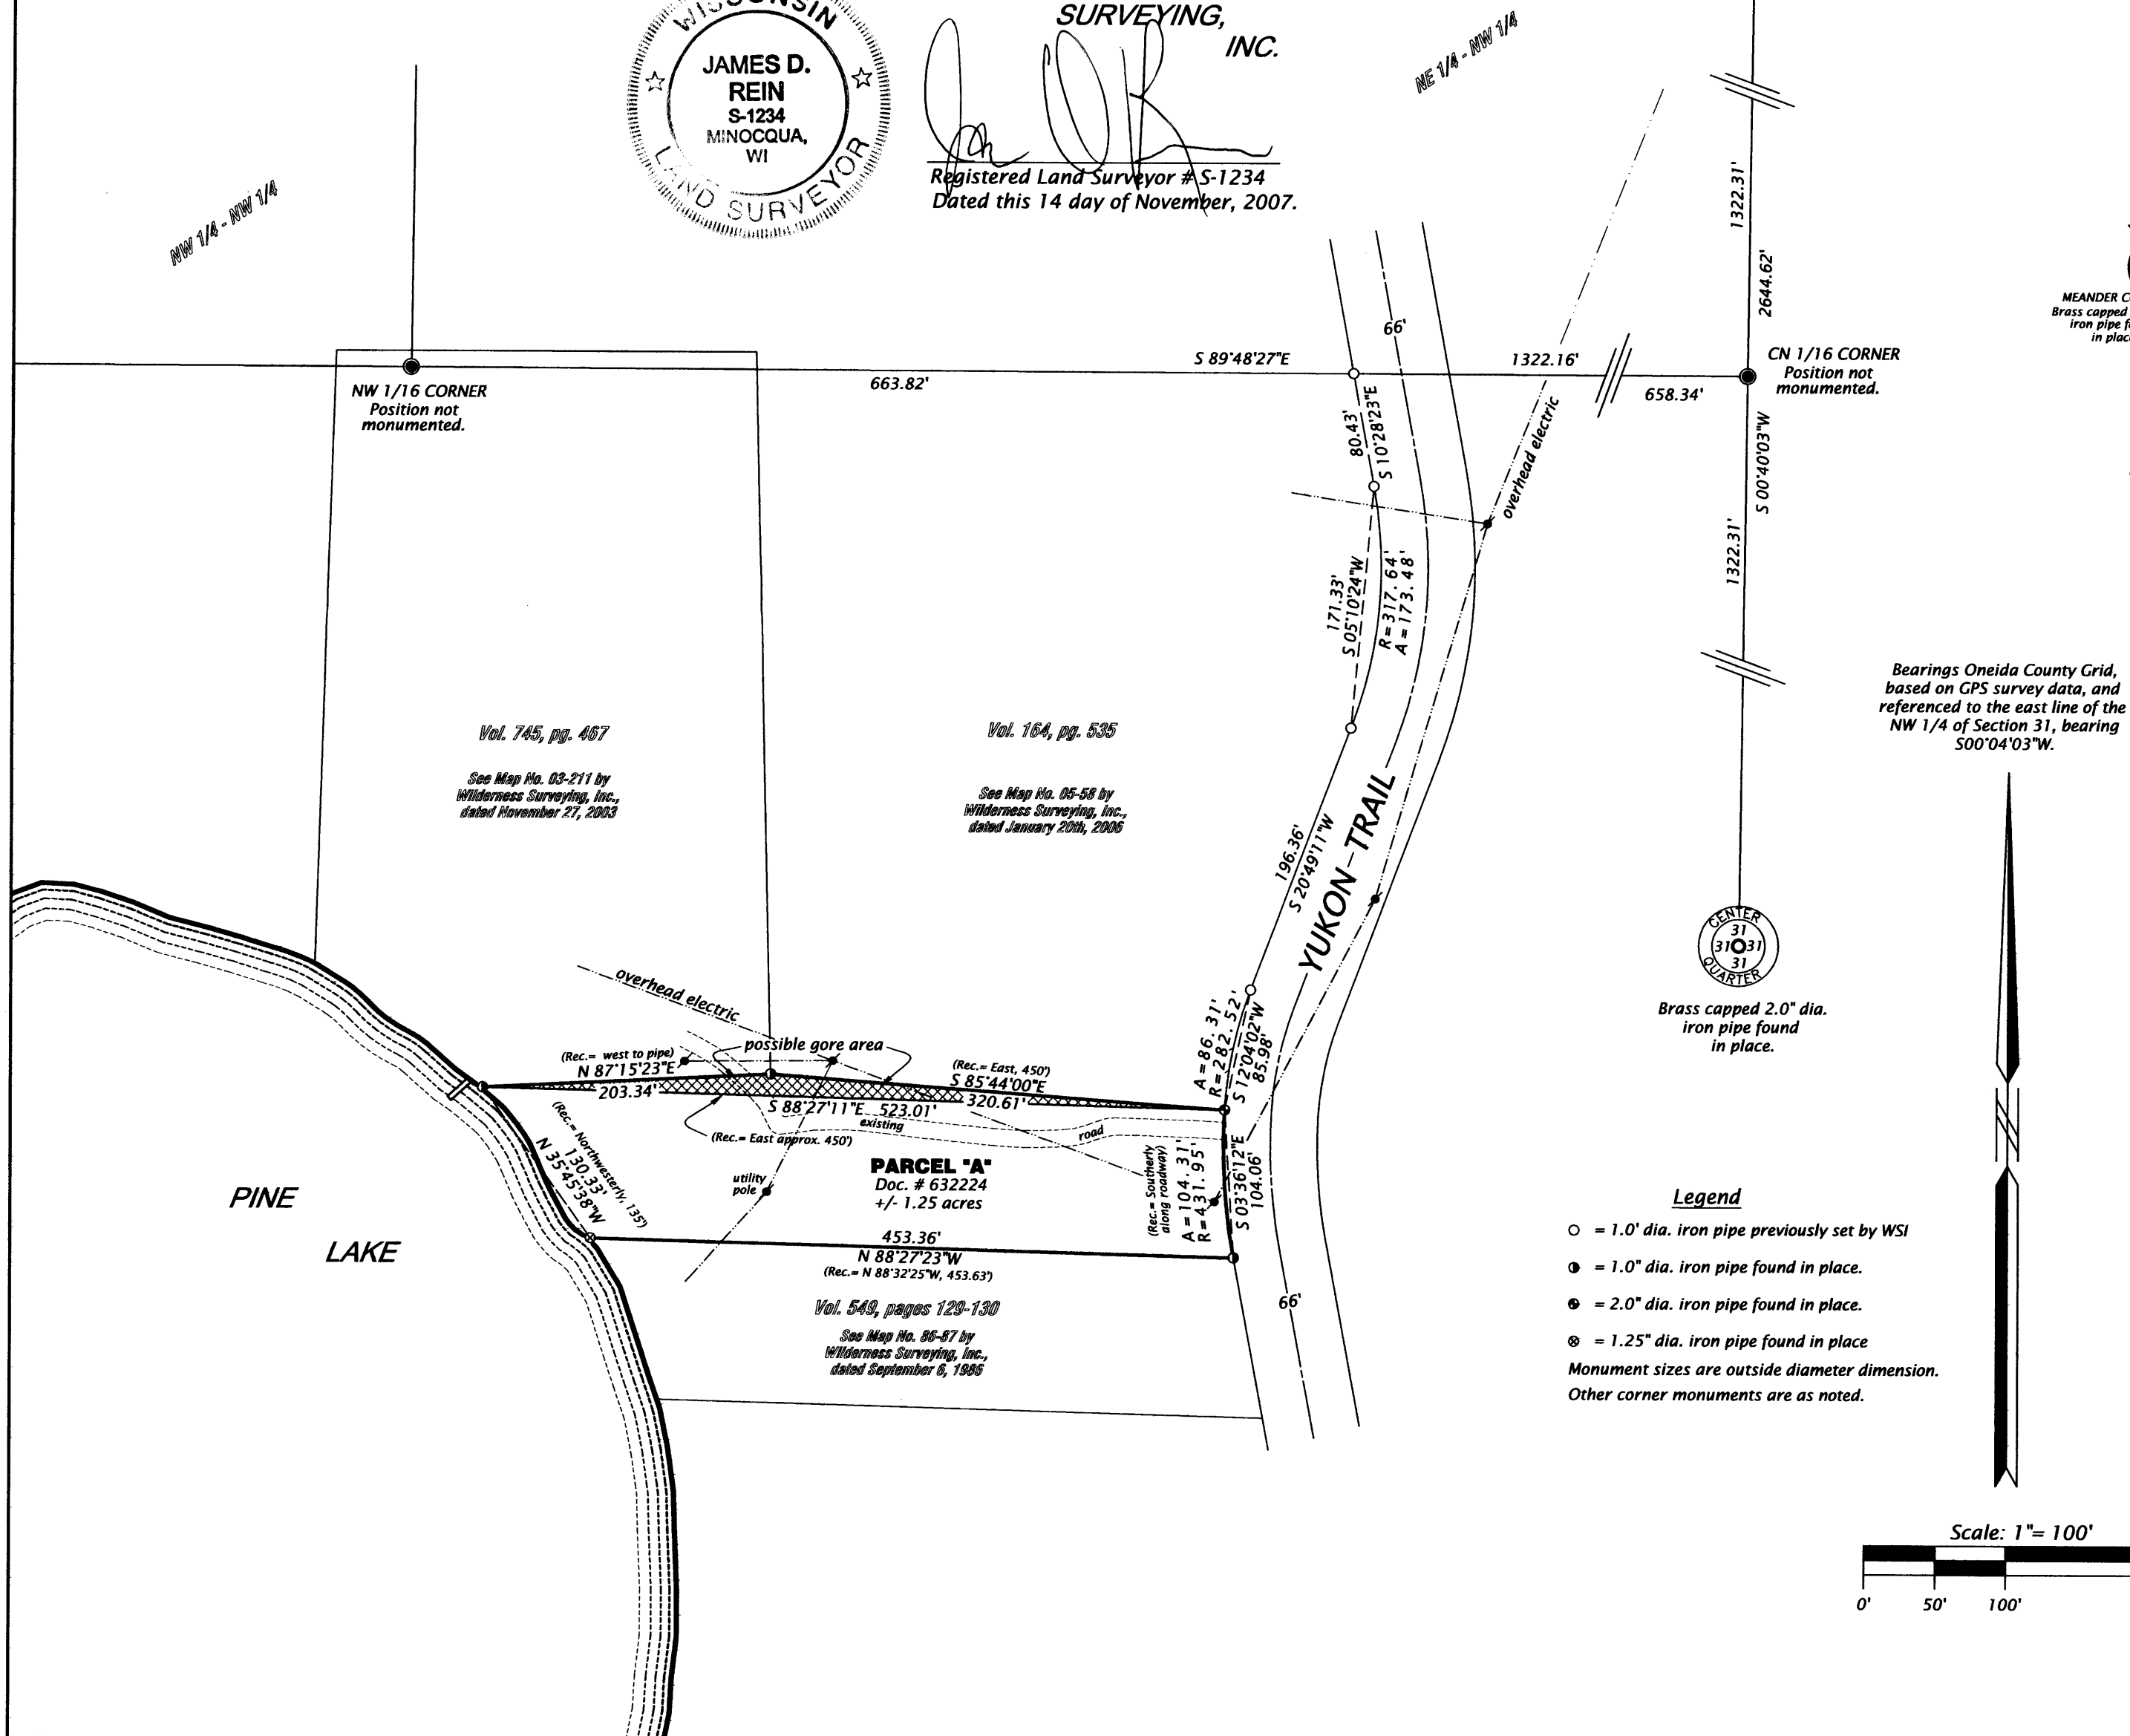 WISCONSIN
JAMES D.
REIN
S-1234
MINOCQUA,
WI
LAND SURVEYOR
SURVEYING,
INC.
Registered Land Surveyor # S-1234
Dated this 14 day of November, 2007.
NW 1/4 - NW 1/4
NE 1/4 - NW 1/4
1322.31'
2644.62'
MEANDER
Brass capped
iron pipe
in
66'
S 89°48'27"E
1322.16'
663.82'
658.34'
NW 1/16 CORNER
Position not
monumented.
CN 1/16 CORNER
Position not
monumented.
80.43'
S 10°28'23"E
overhead electric
S 00°40'03"W
1322.31'
171.33'
S 05°10'24"W
R=317.64'
A=173.48'
Bearings Oneida County Grid,
based on GPS survey data, and
referenced to the east line of the
NW 1/4 of Section 31, bearing
S00°04'03"W.
Vol. 745, pg. 467
See Map No. 03-211 by
Wilderness Surveying, Inc.,
dated November 27, 2003
Vol. 164, pg. 535
See Map No. 05-58 by
Wilderness Surveying, Inc.,
dated January 20th, 2006
196.36'
S 20°49'11"W
YUKON TRAIL
CENTER
31
31 31
31
QUARTER
Brass capped 2.0" dia.
iron pipe found
in place.
overhead electric
possible gore area
A=86.31'
R=282.52'
S 12°04'02"W
85.98'
(Rec.= west to pipe)
N 87°15'23"E
203.34'
(Rec.= East, 450')
S 85°44'00"E
320.61'
S 88°27'11"E 523.01'
(Rec.= East approx. 450')
existing
road
(Rec.= Northwesterly, 135')
130.33'
N 35°45'38"W
utility
pole
PARCEL "A"
Doc. # 632224
+/- 1.25 acres
(Rec.= Southerly
along roadway)
A=104.31'
R=431.95'
S 03°36'12"E
104.06'
453.36'
N 88°27'23"W
(Rec.= N 88°32'25"W, 453.63')
PINE
LAKE
Vol. 549, pages 129-130
See Map No. 86-87 by
Wilderness Surveying, Inc.,
dated September 6, 1986
66'
Legend
= 1.0' dia. iron pipe previously set by WSI
= 1.0" dia. iron pipe found in place.
= 2.0" dia. iron pipe found in place.
= 1.25" dia. iron pipe found in place
Monument sizes are outside diameter dimension.
Other corner monuments are as noted.
N
Scale: 1"= 100'
0' 50' 100'